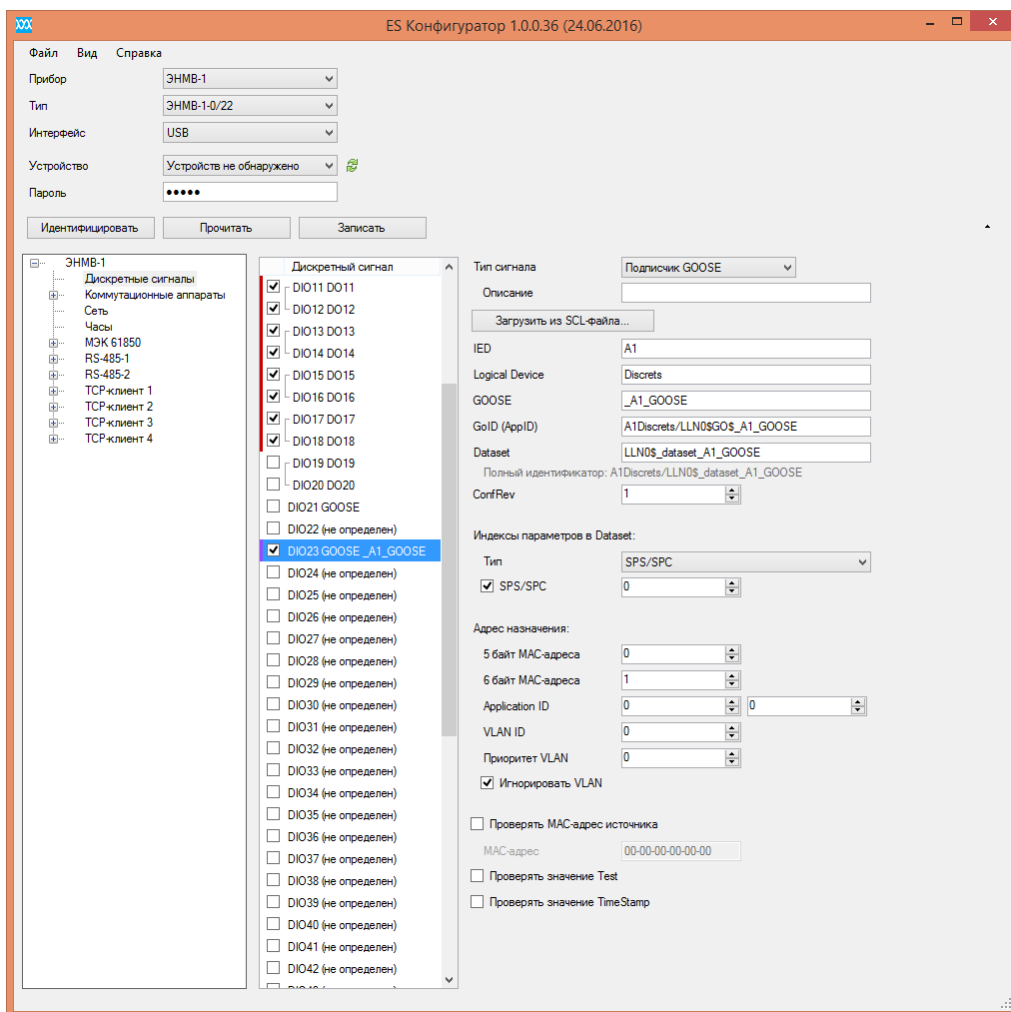 ES Конфигуратор 1.0.0.36 (24.06.2016)
Файл Вид Справка
Прибор ЭНМВ-1
Тип ЭНМВ-1-0/22
Интерфейс USB
Устройство Устройств не обнаружено
Пароль •••••
Идентифицировать Прочитать Записать
ЭНМВ-1
Дискретные сигналы
Коммутационные аппараты
Сеть
Часы
МЭК 61850
RS-485-1
RS-485-2
TCP-клиент 1
TCP-клиент 2
TCP-клиент 3
TCP-клиент 4
Дискретный сигнал
DIO11 DO11
DIO12 DO12
DIO13 DO13
DIO14 DO14
DIO15 DO15
DIO16 DO16
DIO17 DO17
DIO18 DO18
DIO19 DO19
DIO20 DO20
DIO21 GOOSE
DIO22 (не определен)
DIO23 GOOSE _A1_GOOSE
DIO24 (не определен)
DIO25 (не определен)
DIO26 (не определен)
DIO27 (не определен)
DIO28 (не определен)
DIO29 (не определен)
DIO30 (не определен)
DIO31 (не определен)
DIO32 (не определен)
DIO33 (не определен)
DIO34 (не определен)
DIO35 (не определен)
DIO36 (не определен)
DIO37 (не определен)
DIO38 (не определен)
DIO39 (не определен)
DIO40 (не определен)
DIO41 (не определен)
DIO42 (не определен)
Тип сигнала Подписчик GOOSE
Описание
Загрузить из SCL-файла...
IED A1
Logical Device Discrets
GOOSE _A1_GOOSE
GoID (AppID) A1Discrets/LLN0$GO$_A1_GOOSE
Dataset LLN0$_dataset_A1_GOOSE
Полный идентификатор: A1Discrets/LLN0$_dataset_A1_GOOSE
ConfRev 1
Индексы параметров в Dataset:
Тип SPS/SPC
SPS/SPC 0
Адрес назначения:
5 байт MAC-адреса 0
6 байт MAC-адреса 1
Application ID 0 0
VLAN ID 0
Приоритет VLAN 0
Игнорировать VLAN
Проверять MAC-адрес источника
MAC-адрес 00-00-00-00-00-00
Проверять значение Test
Проверять значение TimeStamp